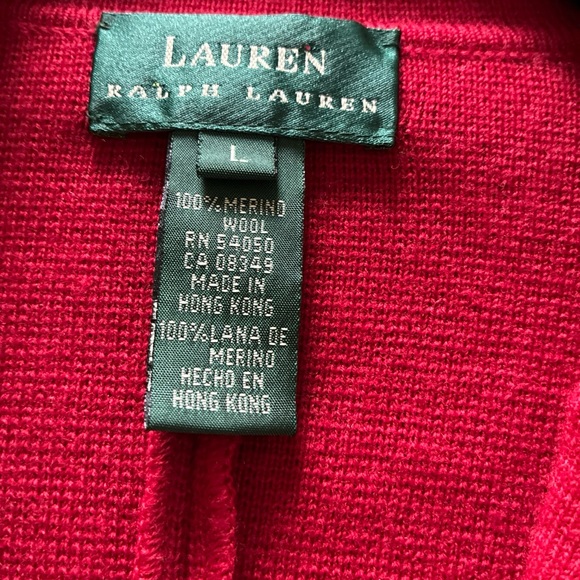 LAUREN
RALPH LAUREN
L
100% MERINO
WOOL
RN 54050
CA 08349
MADE IN
HONG KONG
100% LANA DE
MERINO
HECHO EN
HONG KONG